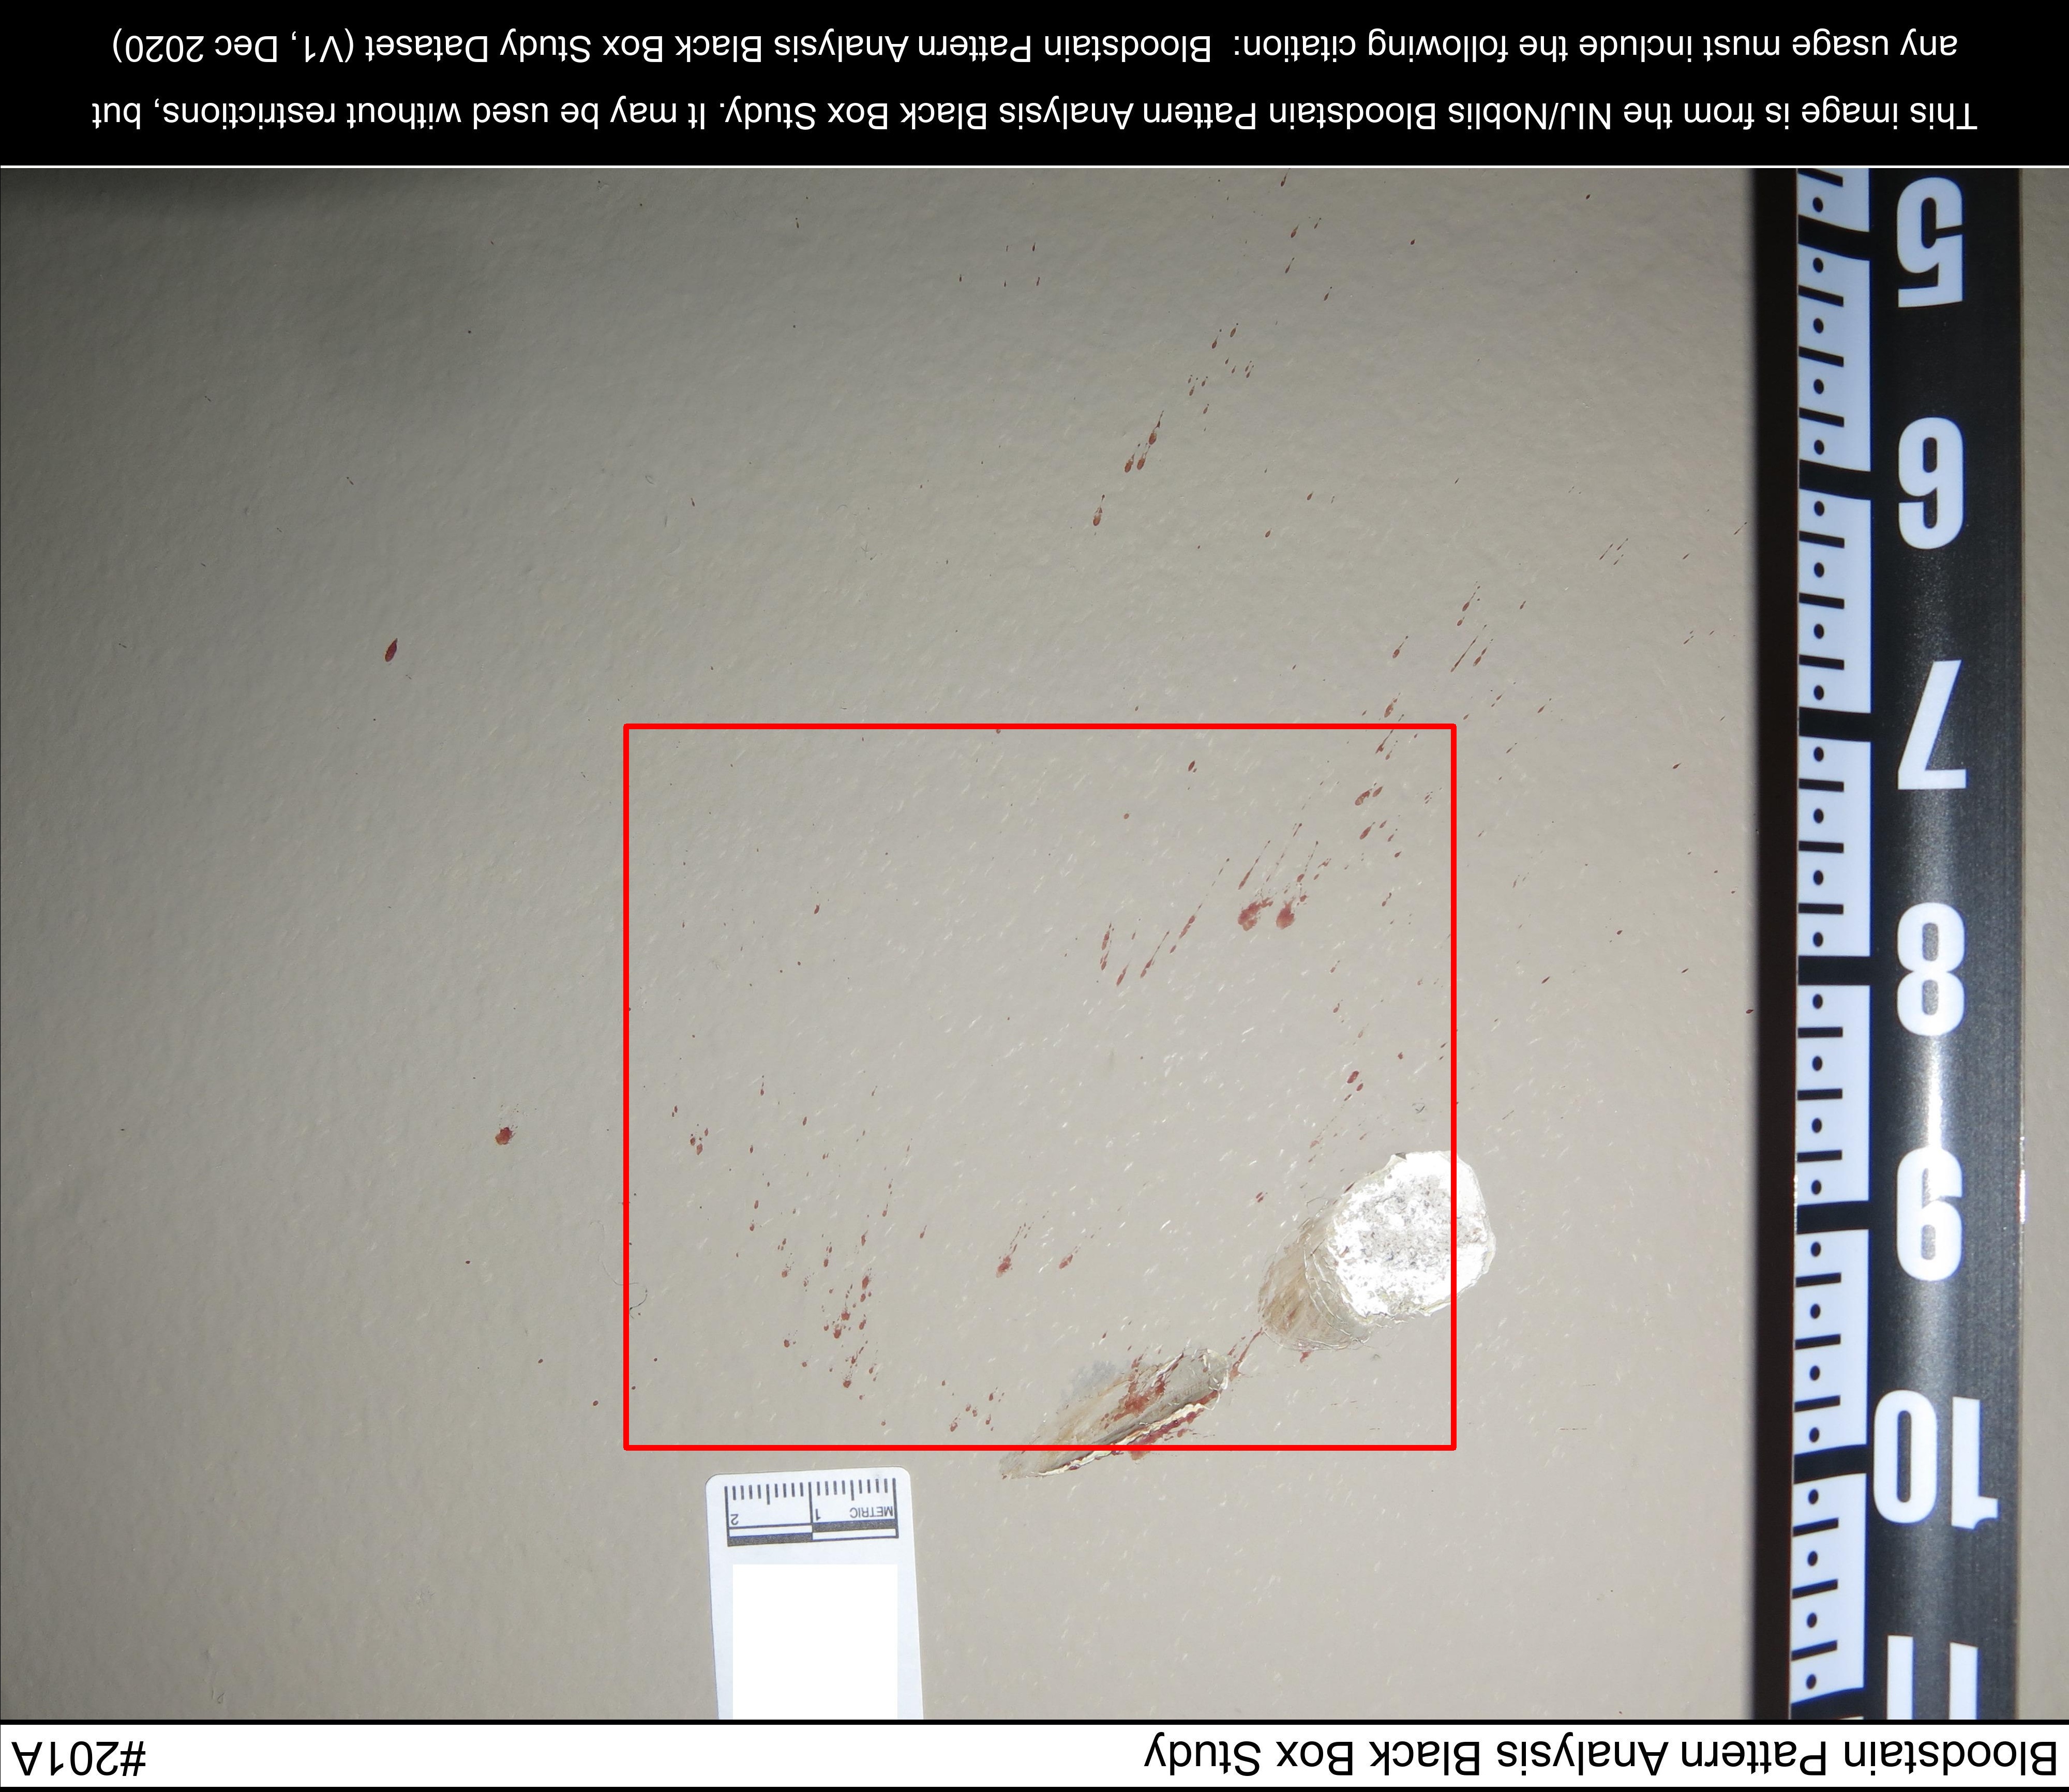 Bloodstain Pattern Analysis Black Box Study
#201A
METRIC 1 2
11
10
9
8
7
6
5
This image is from the NIJ/Noblis Bloodstain Pattern Analysis Black Box Study. It may be used without restrictions, but
any usage must include the following citation:  Bloodstain Pattern Analysis Black Box Study Dataset (V1, Dec 2020)